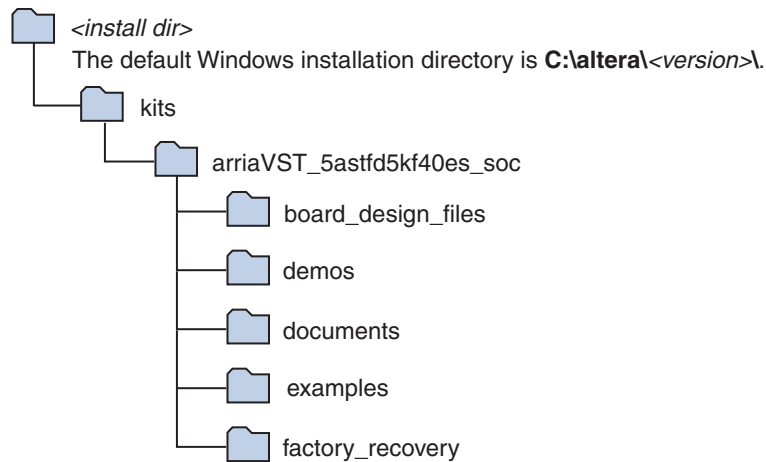 <install dir>
The default Windows installation directory is C:\altera\<version>\.
kits
arriaVST_5astfd5kf40es_soc
board_design_files
demos
documents
examples
factory_recovery